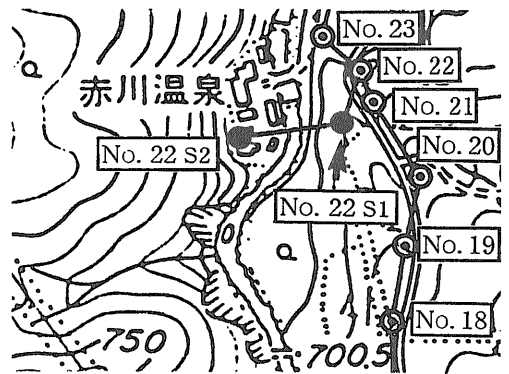 No. 23
No. 22
赤川温泉
No. 21
No. 22 S2
No. 20
No. 22 S1
No. 19
No. 18
750
700.5